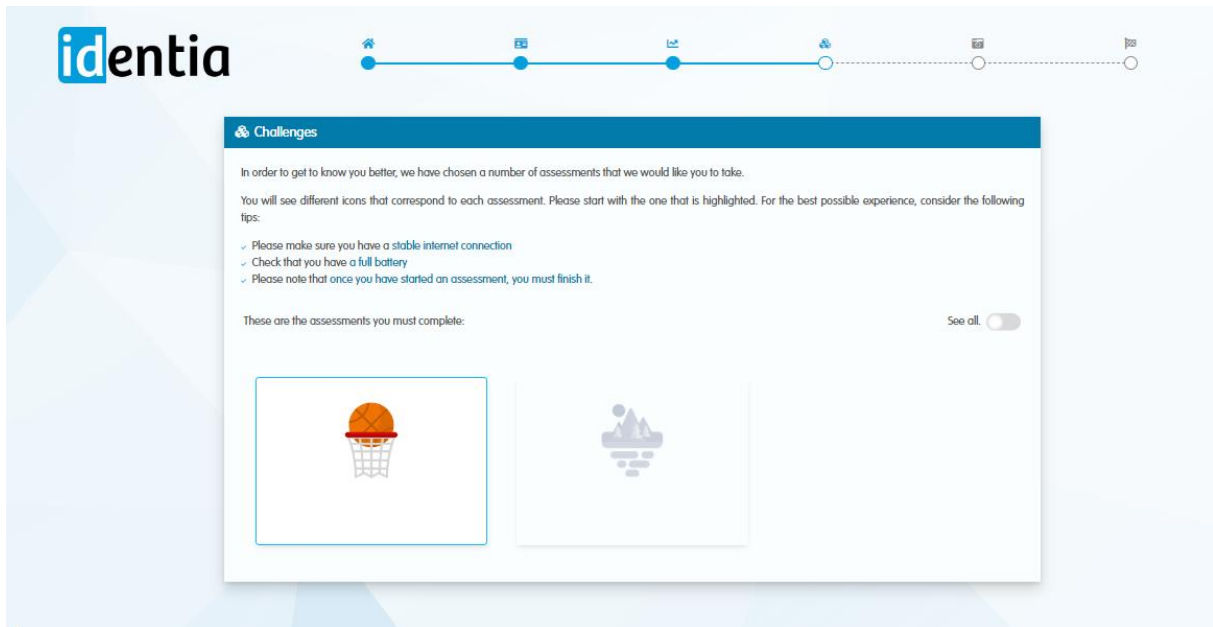 identia
Challenges
In order to get to know you better, we have chosen a number of assessments that we would like you to take.
You will see different icons that correspond to each assessment. Please start with the one that is highlighted. For the best possible experience, consider the following
tips:
Please make sure you have a stable internet connection
Check that you have a full battery
Please note that once you have started an assessment, you must finish it.
These are the assessments you must complete:
See all.